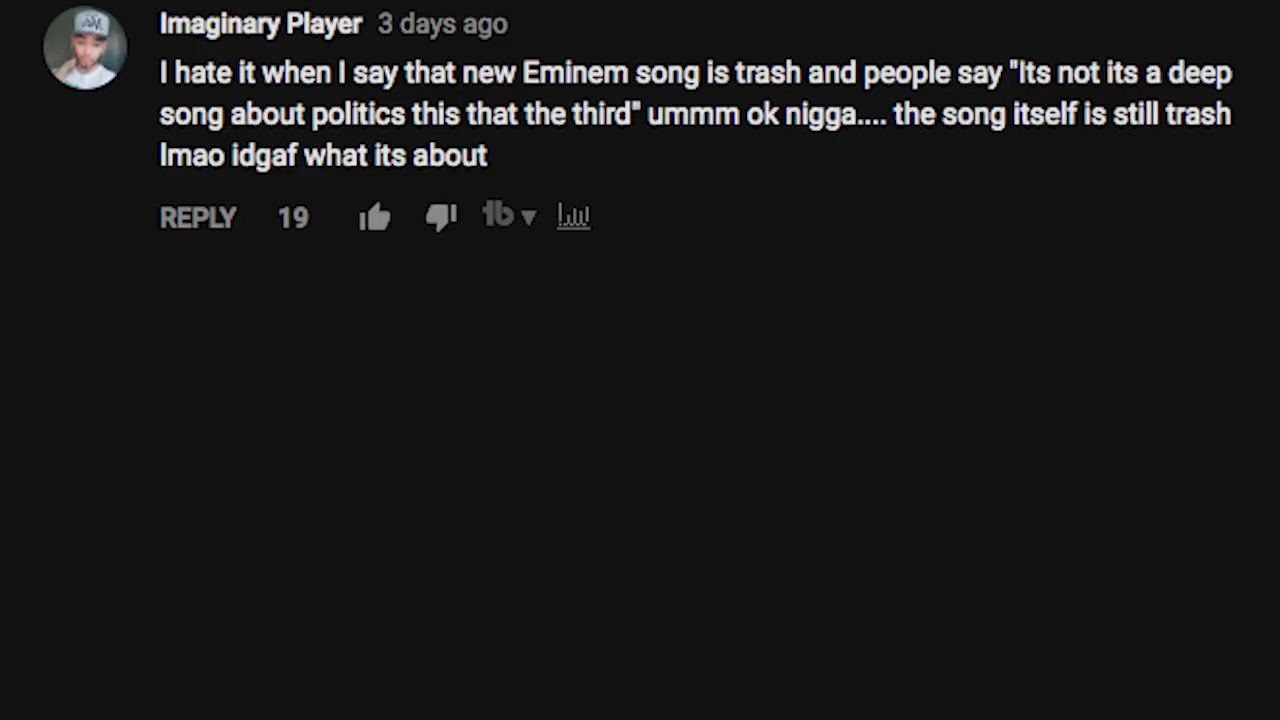 Imaginary Player 3 days ago
I hate it when I say that new Eminem song is trash and people say "Its not its a deep
song about politics this that the third" ummm ok nigga.... the song itself is still trash
lmao idgaf what its about
REPLY 19 tb ▾